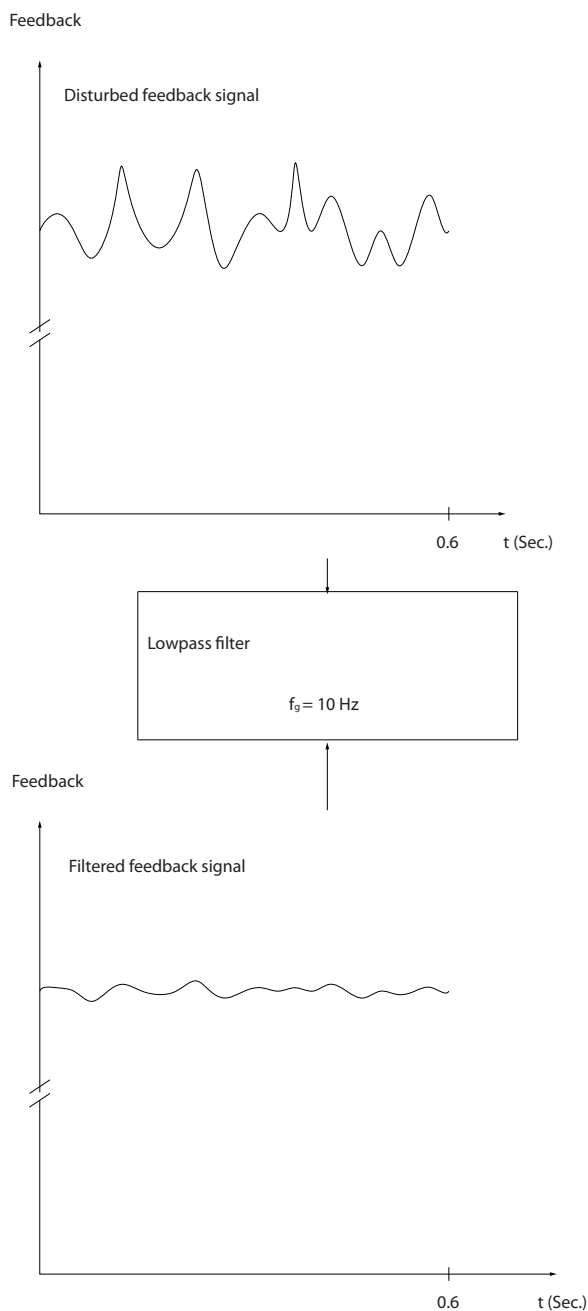 Feedback
Disturbed feedback signal
0.6 t (Sec.)
Lowpass filter
fg = 10 Hz
Feedback
Filtered feedback signal
0.6 t (Sec.)